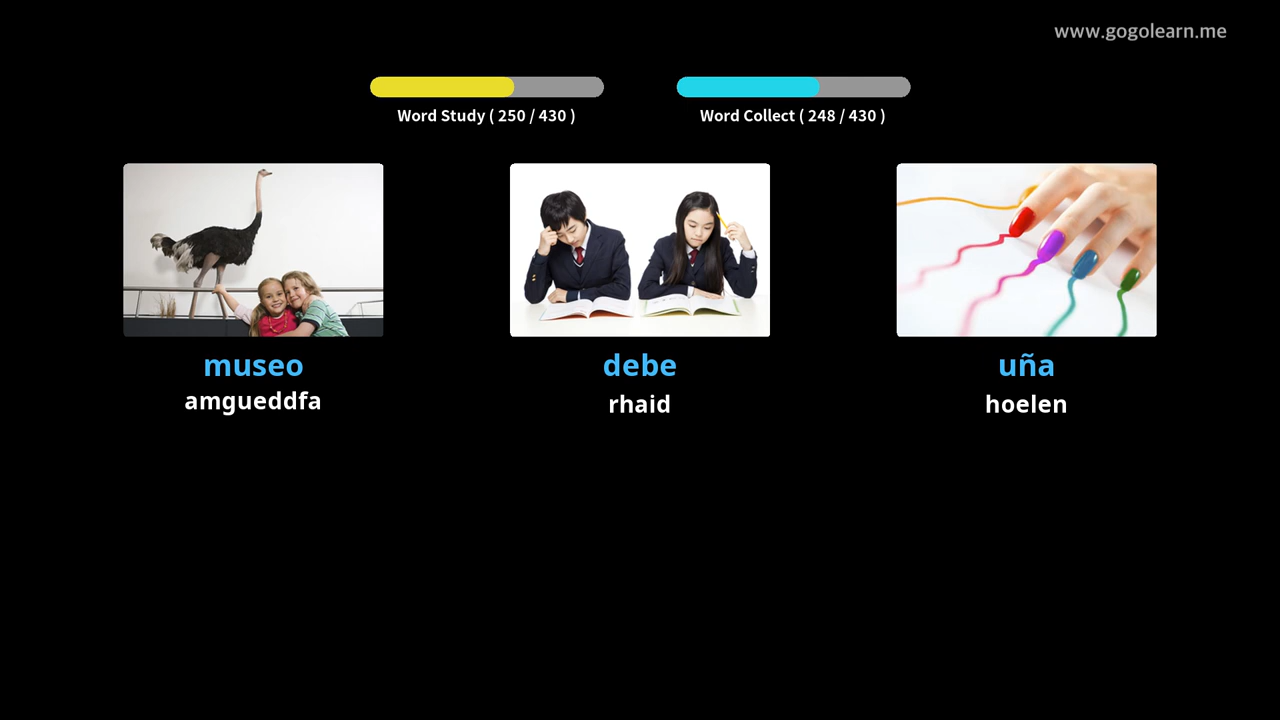 www.gogolearn.me
Word Study ( 250 / 430 )
Word Collect ( 248 / 430 )
museo
amgueddfa
debe
rhaid
uña
hoelen